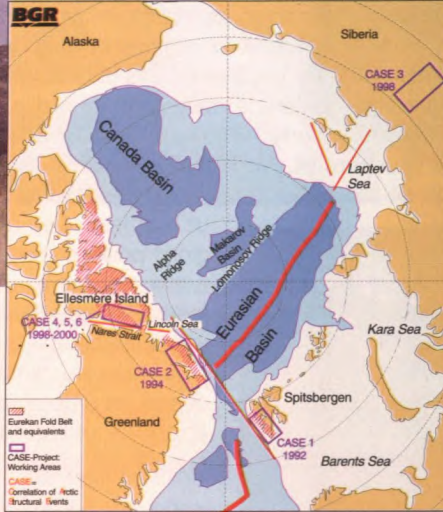 BGR
Alaska
Siberia
CASE 3
1998
Canada Basin
Laptev
Sea
Makarov
Basin
Alpha
Ridge
Lomonosov Ridge
Eurasian
Basin
Ellesmere Island
CASE 4, 5, 6
1998-2000
Lincoln Sea
Nares Strait
Kara Sea
CASE 2
1994
Spitsbergen
Greenland
CASE 1
1992
Barents Sea
Eurekan Fold Belt
and equivalents
CASE-Project:
Working Areas
CASE=
Correlation of Arctic
Structural Events